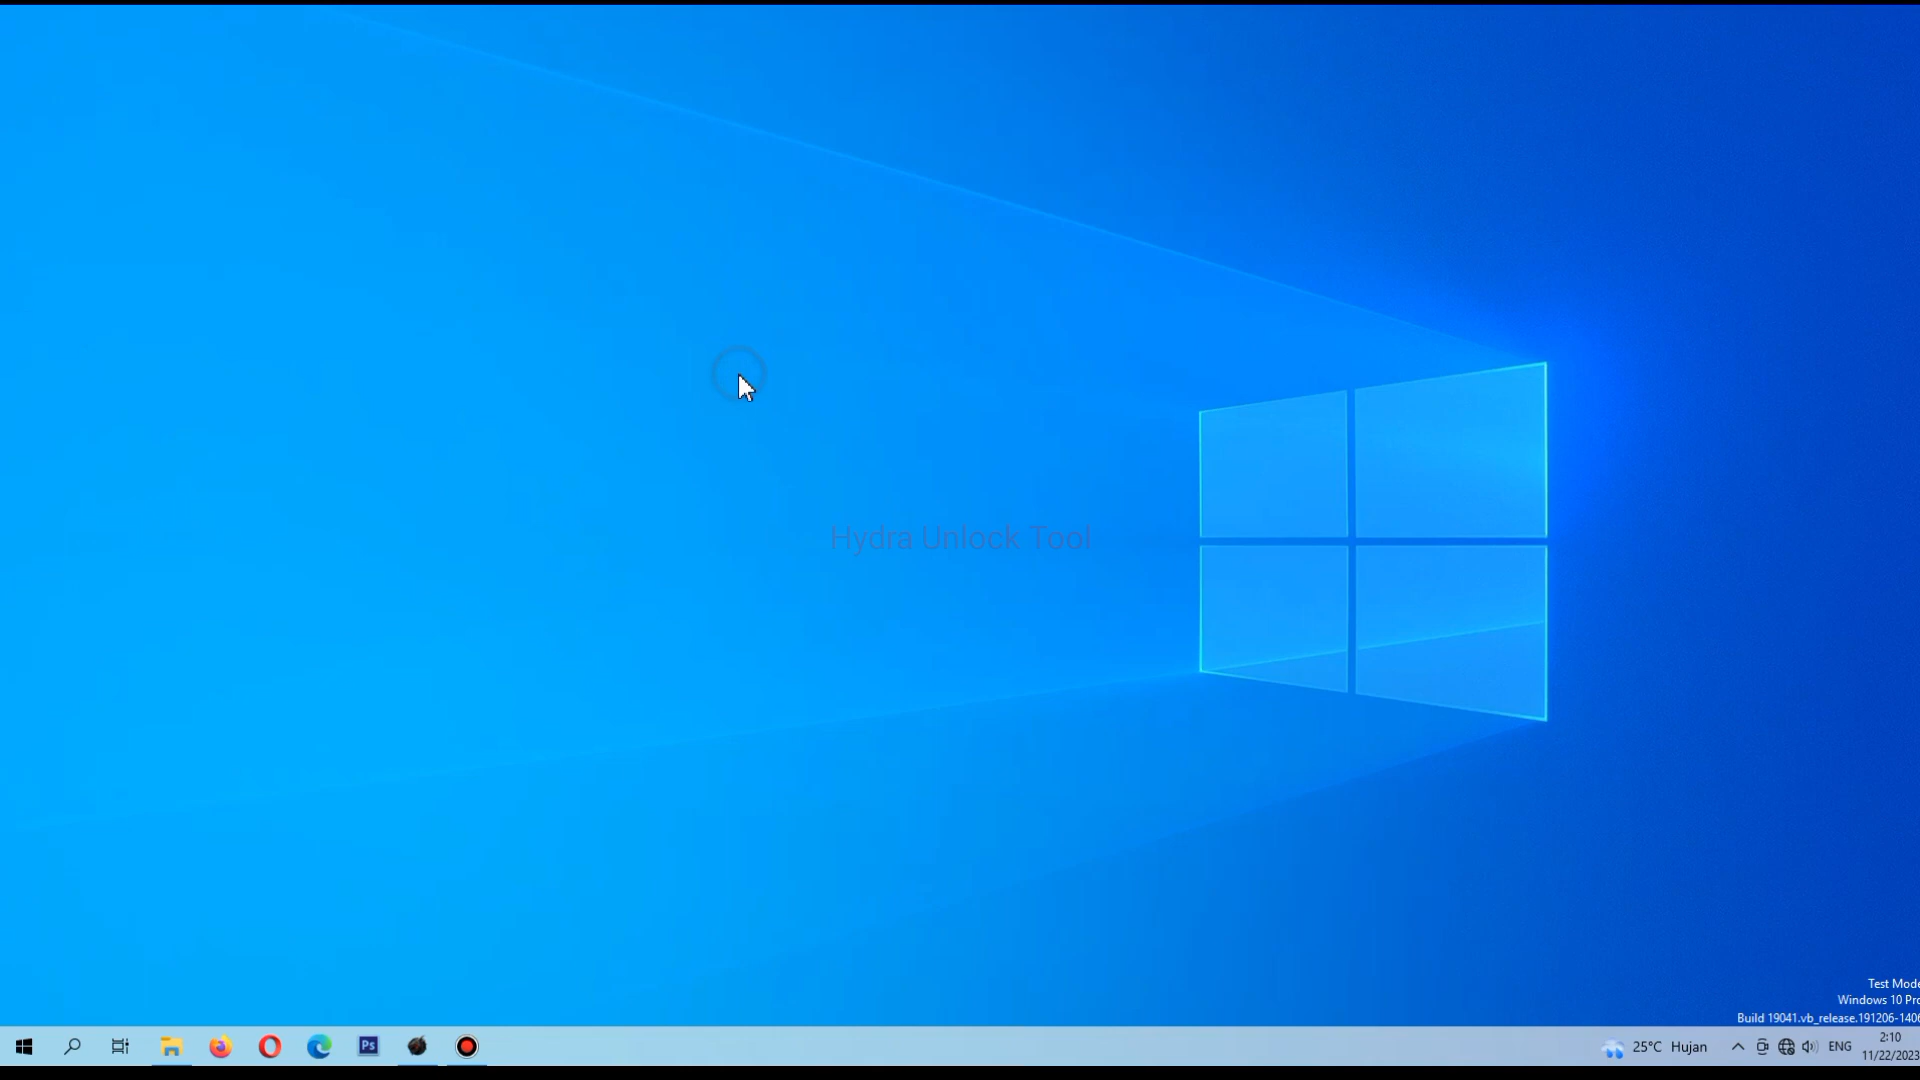 Hydra Unlock Tool
Test Mode
Windows 10 Pro
Build 19041.vb_release.191206-1406
Ps
25°C Hujan
ENG
2:10
11/22/2023